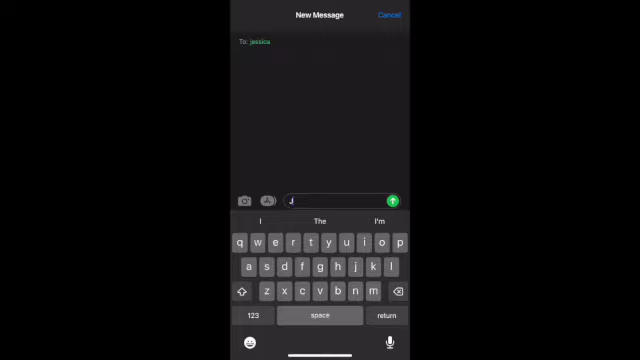 New Message Cancel
To: jessica
J
I The I'm
q w e r t y u i o p
a s d f g h j k l
z x c v b n m
123 space return